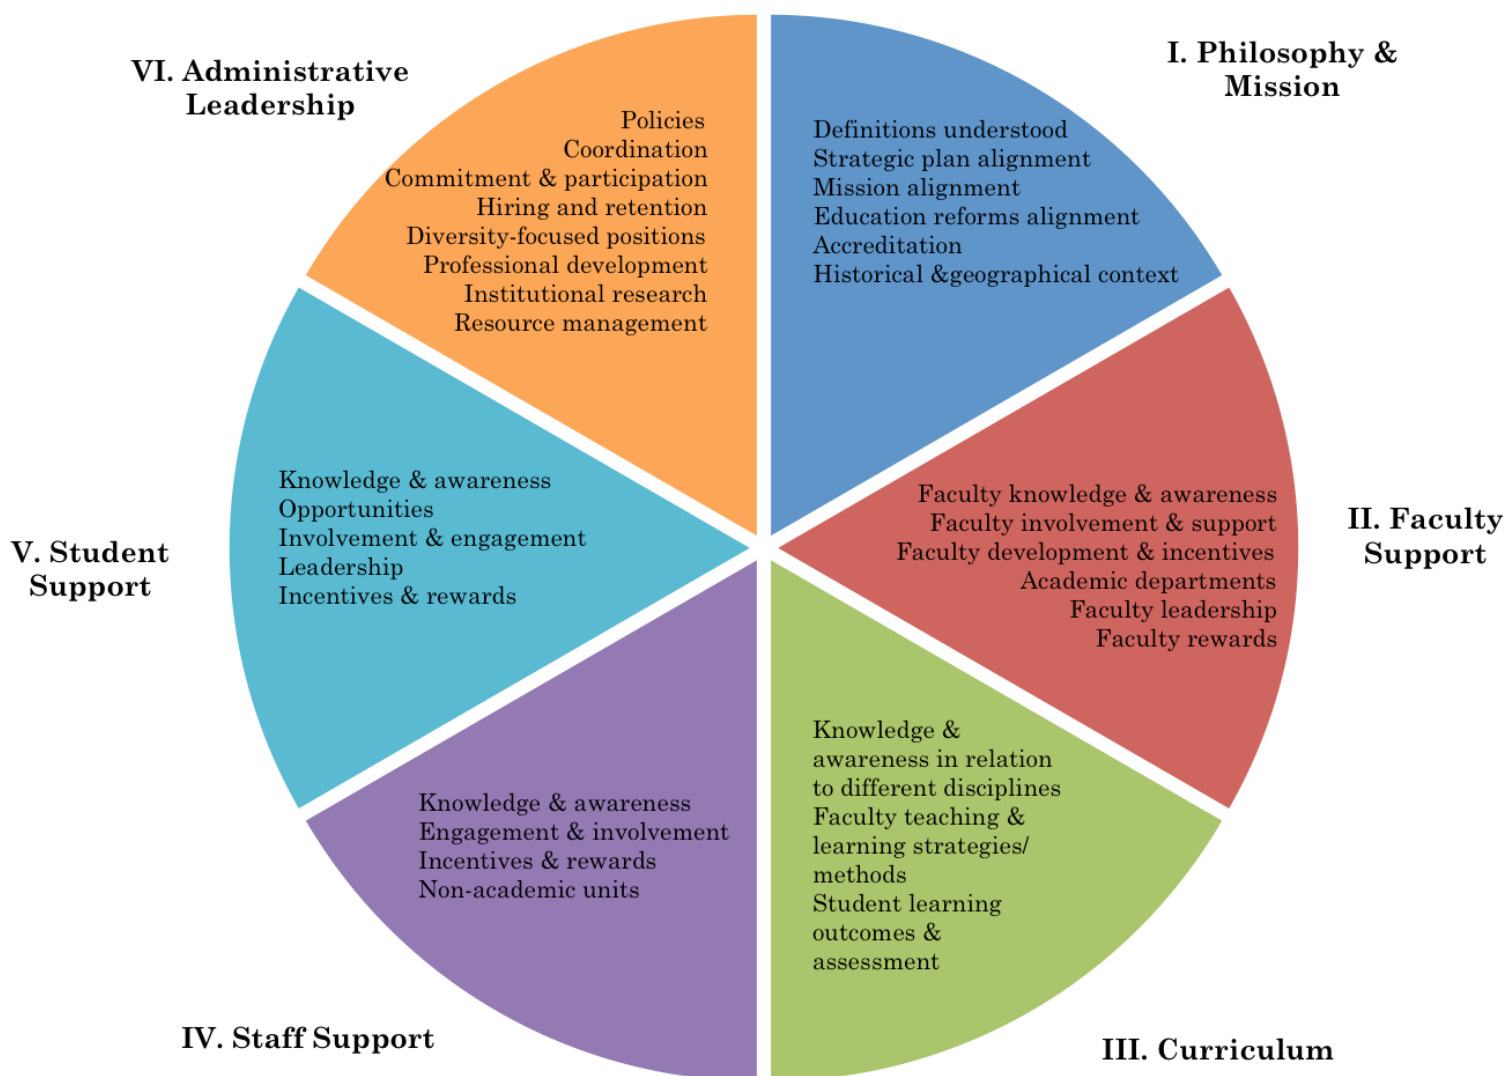 I. Philosophy &
Mission
Definitions understood
Strategic plan alignment
Mission alignment
Education reforms alignment
Accreditation
Historical &geographical context
II. Faculty
Support
Faculty knowledge & awareness
Faculty involvement & support
Faculty development & incentives
Academic departments
Faculty leadership
Faculty rewards
III. Curriculum
Knowledge &
awareness in relation
to different disciplines
Faculty teaching &
learning strategies/
methods
Student learning
outcomes &
assessment
IV. Staff Support
Knowledge & awareness
Engagement & involvement
Incentives & rewards
Non-academic units
V. Student
Support
Knowledge & awareness
Opportunities
Involvement & engagement
Leadership
Incentives & rewards
VI. Administrative
Leadership
Policies
Coordination
Commitment & participation
Hiring and retention
Diversity-focused positions
Professional development
Institutional research
Resource management